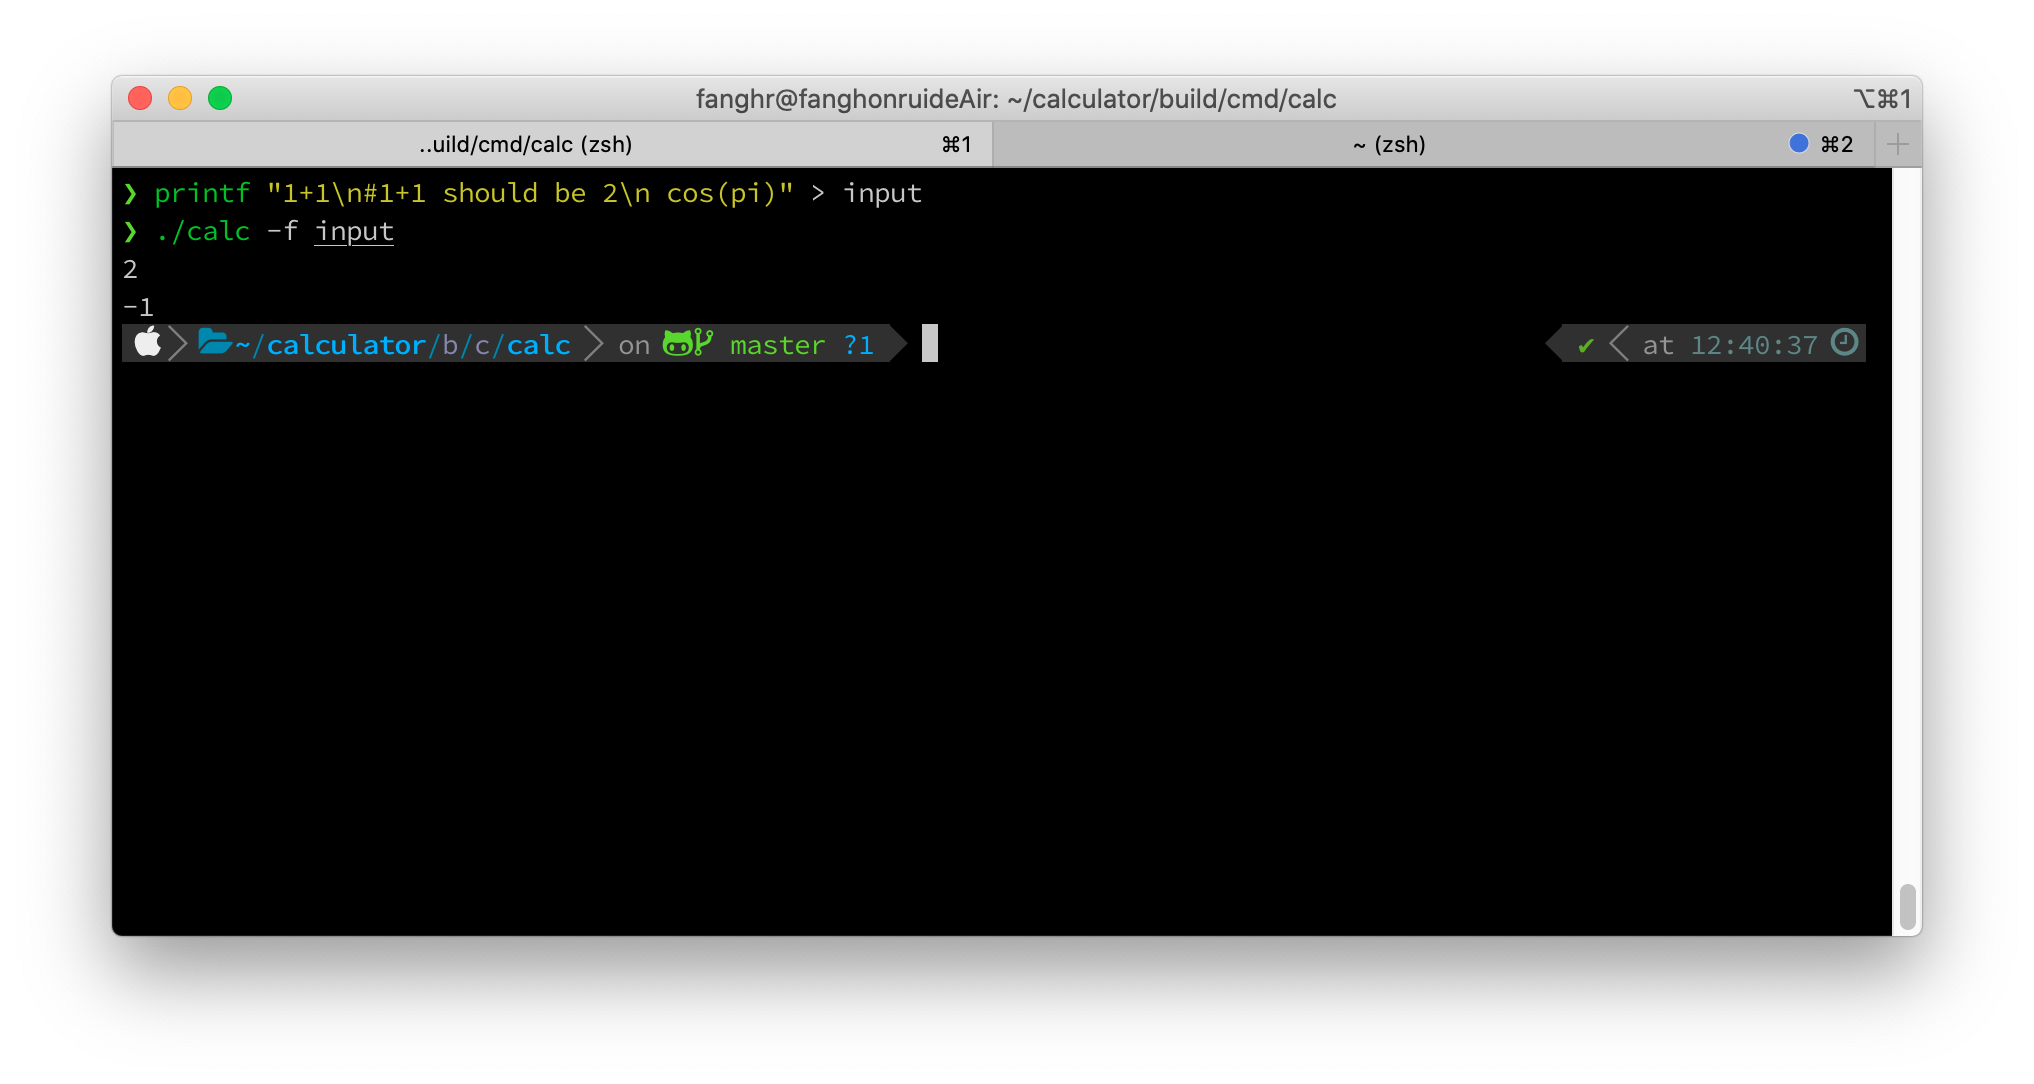 fanghr@fanghonruideAir: ~/calculator/build/cmd/calc ⌥⌘1
..uild/cmd/calc (zsh) ⌘1 ~ (zsh) ⌘2 +
❯ printf "1+1\n#1+1 should be 2\n cos(pi)" > input
❯ ./calc -f input
2
-1
~/calculator/b/c/calc on master ?1 ✔ at 12:40:37